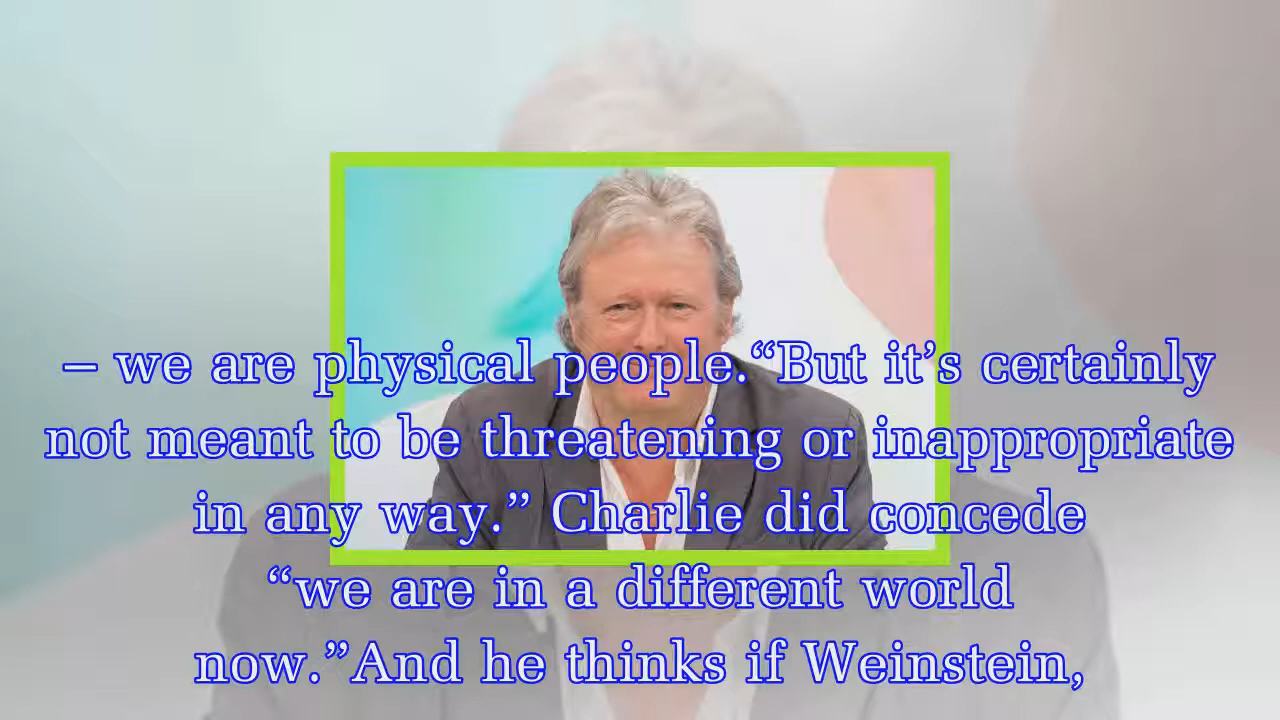 – we are physical people.“But it’s certainly
not meant to be threatening or inappropriate
in any way.” Charlie did concede
“we are in a different world
now.”And he thinks if Weinstein,